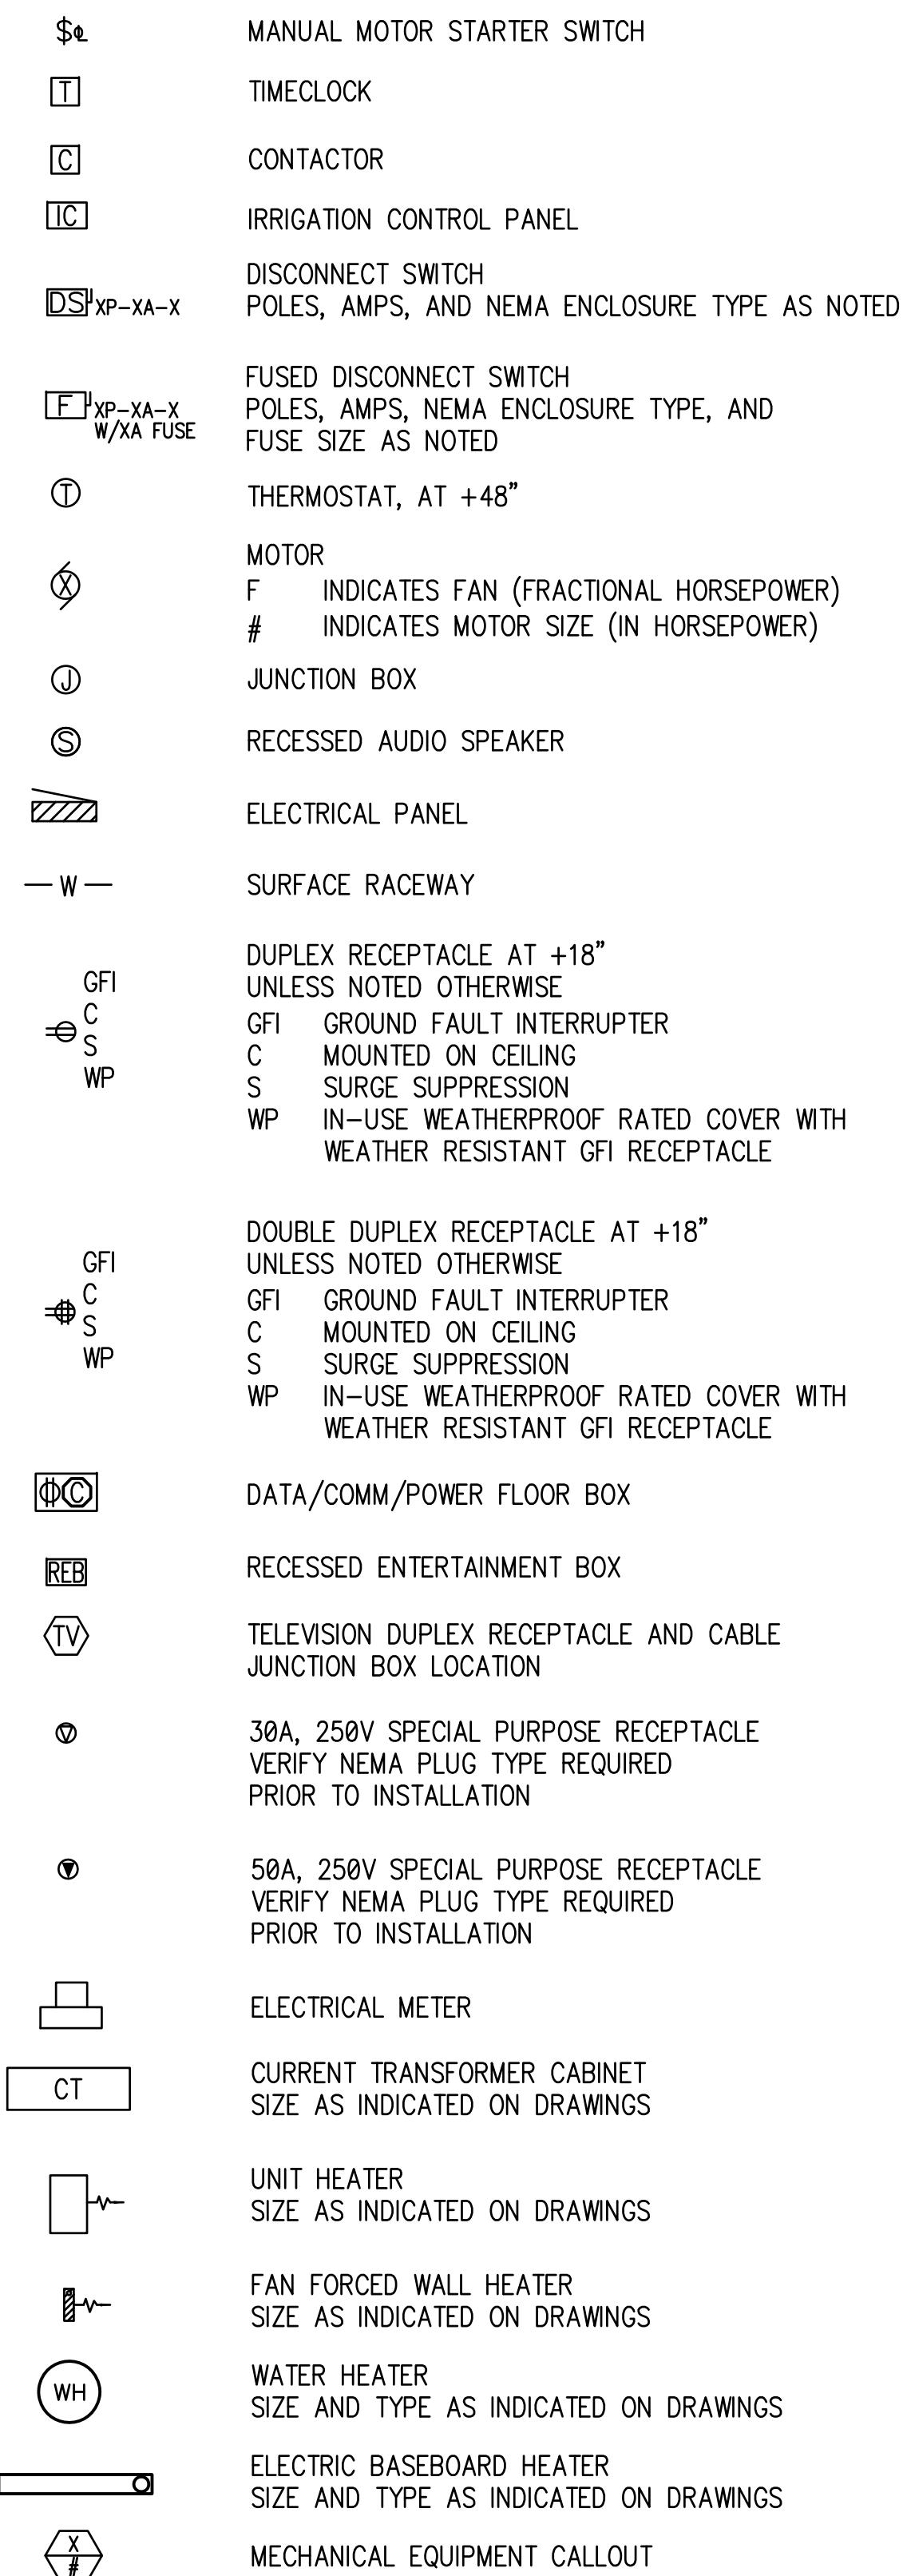 $℄ MANUAL MOTOR STARTER SWITCH
T TIMECLOCK
C CONTACTOR
IC IRRIGATION CONTROL PANEL
DISCONNECT SWITCH
DS XP-XA-X POLES, AMPS, AND NEMA ENCLOSURE TYPE AS NOTED
FUSED DISCONNECT SWITCH
F XP-XA-X POLES, AMPS, NEMA ENCLOSURE TYPE, AND
W/XA FUSE FUSE SIZE AS NOTED
T THERMOSTAT, AT +48"
MOTOR
X F INDICATES FAN (FRACTIONAL HORSEPOWER)
# INDICATES MOTOR SIZE (IN HORSEPOWER)
J JUNCTION BOX
S RECESSED AUDIO SPEAKER
ELECTRICAL PANEL
— W — SURFACE RACEWAY
DUPLEX RECEPTACLE AT +18"
GFI UNLESS NOTED OTHERWISE
C GFI GROUND FAULT INTERRUPTER
S C MOUNTED ON CEILING
WP S SURGE SUPPRESSION
WP IN-USE WEATHERPROOF RATED COVER WITH
WEATHER RESISTANT GFI RECEPTACLE
DOUBLE DUPLEX RECEPTACLE AT +18"
GFI UNLESS NOTED OTHERWISE
C GFI GROUND FAULT INTERRUPTER
S C MOUNTED ON CEILING
WP S SURGE SUPPRESSION
WP IN-USE WEATHERPROOF RATED COVER WITH
WEATHER RESISTANT GFI RECEPTACLE
C DATA/COMM/POWER FLOOR BOX
REB RECESSED ENTERTAINMENT BOX
TV TELEVISION DUPLEX RECEPTACLE AND CABLE
JUNCTION BOX LOCATION
30A, 250V SPECIAL PURPOSE RECEPTACLE
VERIFY NEMA PLUG TYPE REQUIRED
PRIOR TO INSTALLATION
50A, 250V SPECIAL PURPOSE RECEPTACLE
VERIFY NEMA PLUG TYPE REQUIRED
PRIOR TO INSTALLATION
ELECTRICAL METER
CT CURRENT TRANSFORMER CABINET
SIZE AS INDICATED ON DRAWINGS
UNIT HEATER
SIZE AS INDICATED ON DRAWINGS
FAN FORCED WALL HEATER
SIZE AS INDICATED ON DRAWINGS
WH WATER HEATER
SIZE AND TYPE AS INDICATED ON DRAWINGS
ELECTRIC BASEBOARD HEATER
SIZE AND TYPE AS INDICATED ON DRAWINGS
X
# MECHANICAL EQUIPMENT CALLOUT